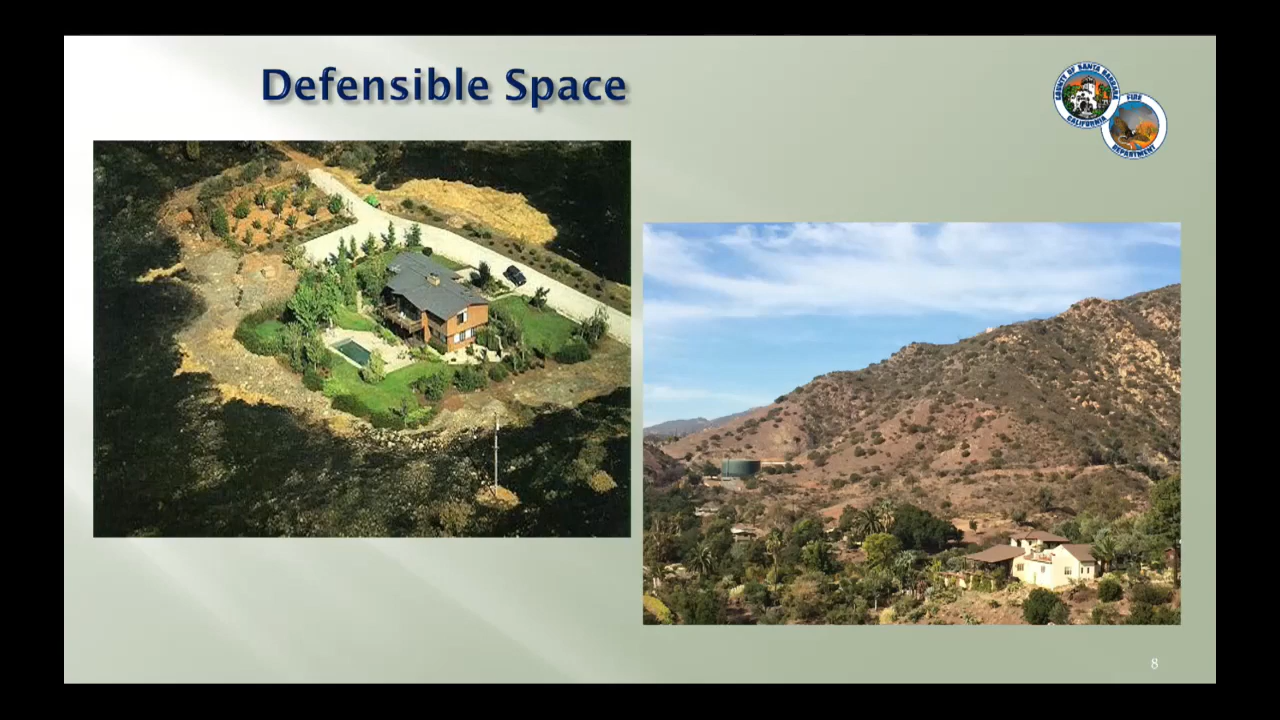 Defensible Space
COUNTY OF SANTA BARBARA
CALIFORNIA
FIRE
DEPARTMENT
8